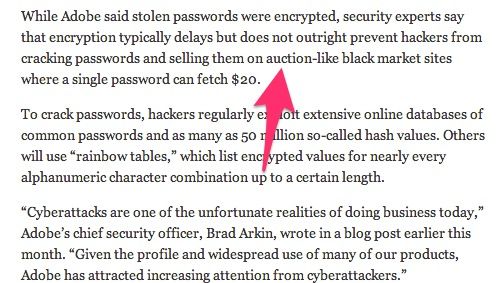 While Adobe said stolen passwords were encrypted, security experts say
that encryption typically delays but does not outright prevent hackers from
cracking passwords and selling them on auction-like black market sites
where a single password can fetch $20.
To crack passwords, hackers regularly exploit extensive online databases of
common passwords and as many as 50 million so-called hash values. Others
will use “rainbow tables,” which list encrypted values for nearly every
alphanumeric character combination up to a certain length.
“Cyberattacks are one of the unfortunate realities of doing business today,”
Adobe’s chief security officer, Brad Arkin, wrote in a blog post earlier this
month. “Given the profile and widespread use of many of our products,
Adobe has attracted increasing attention from cyberattackers.”